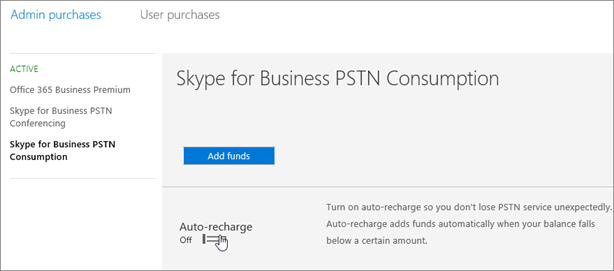 Admin purchases User purchases
ACTIVE
Office 365 Business Premium
Skype for Business PSTN
Conferencing
Skype for Business PSTN
Consumption
Skype for Business PSTN Consumption
Add funds
Auto-recharge
Off
Turn on auto-recharge so you don't lose PSTN service unexpectedly.
Auto-recharge adds funds automatically when your balance falls
below a certain amount.